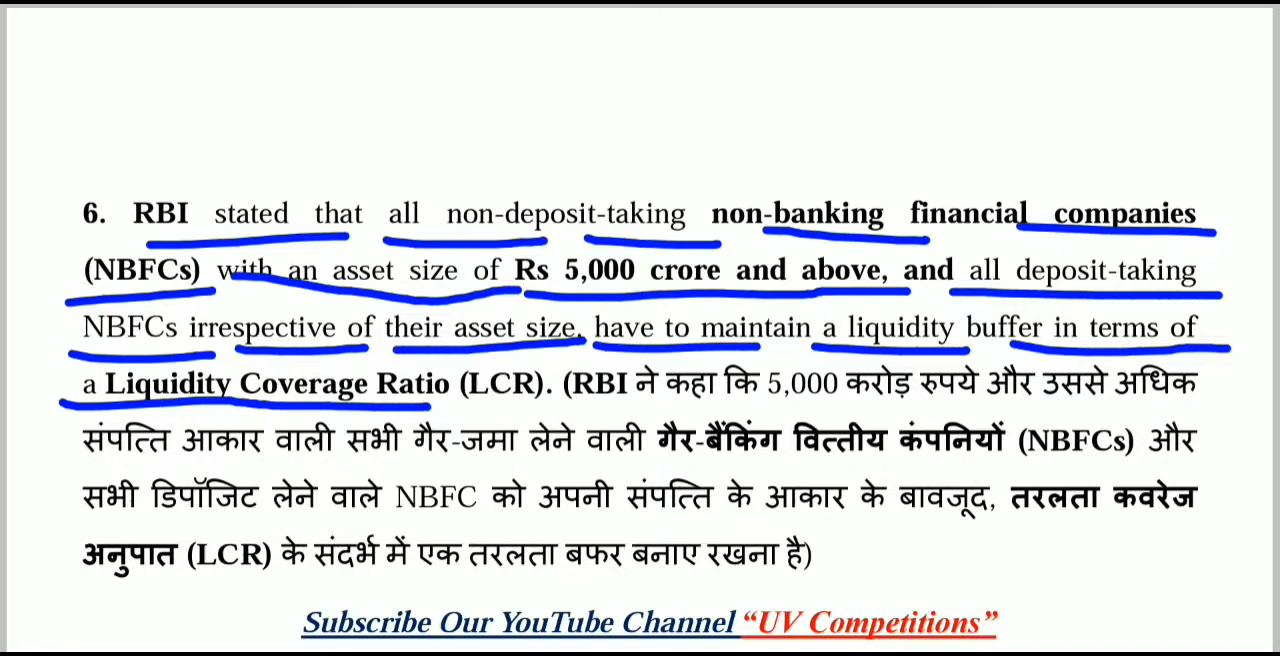 6. RBI stated that all non-deposit-taking non-banking financial companies
(NBFCs) with an asset size of Rs 5,000 crore and above, and all deposit-taking
NBFCs irrespective of their asset size, have to maintain a liquidity buffer in terms of
a Liquidity Coverage Ratio (LCR). (RBI ने कहा कि 5,000 करोड़ रुपये और उससे अधिक
संपत्ति आकार वाली सभी गैर-जमा लेने वाली गैर-बैंकिंग वित्तीय कंपनियों (NBFCs) और
सभी डिपॉजिट लेने वाले NBFC को अपनी संपत्ति के आकार के बावजूद, तरलता कवरेज
अनुपात (LCR) के संदर्भ में एक तरलता बफर बनाए रखना है)
Subscribe Our YouTube Channel “UV Competitions”